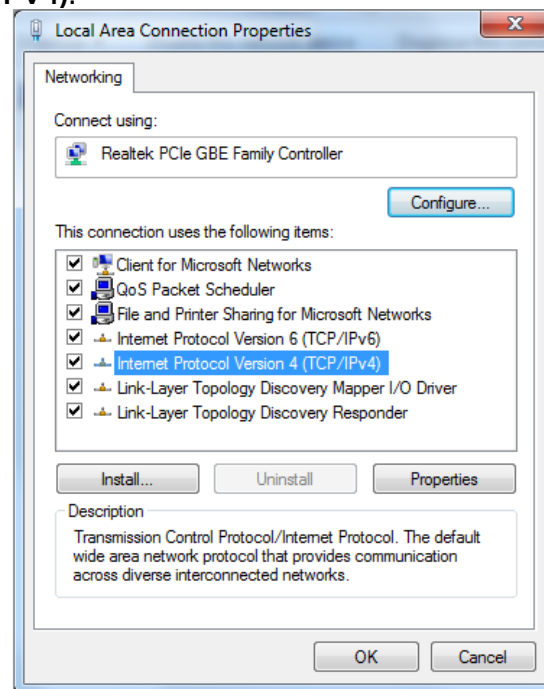 Pv4).
Local Area Connection Properties
Networking
Connect using:
Realtek PCIe GBE Family Controller
Configure...
This connection uses the following items:
Client for Microsoft Networks
QoS Packet Scheduler
File and Printer Sharing for Microsoft Networks
Internet Protocol Version 6 (TCP/IPv6)
Internet Protocol Version 4 (TCP/IPv4)
Link-Layer Topology Discovery Mapper I/O Driver
Link-Layer Topology Discovery Responder
Install... Uninstall Properties
Description
Transmission Control Protocol/Internet Protocol. The default
wide area network protocol that provides communication
across diverse interconnected networks.
OK Cancel